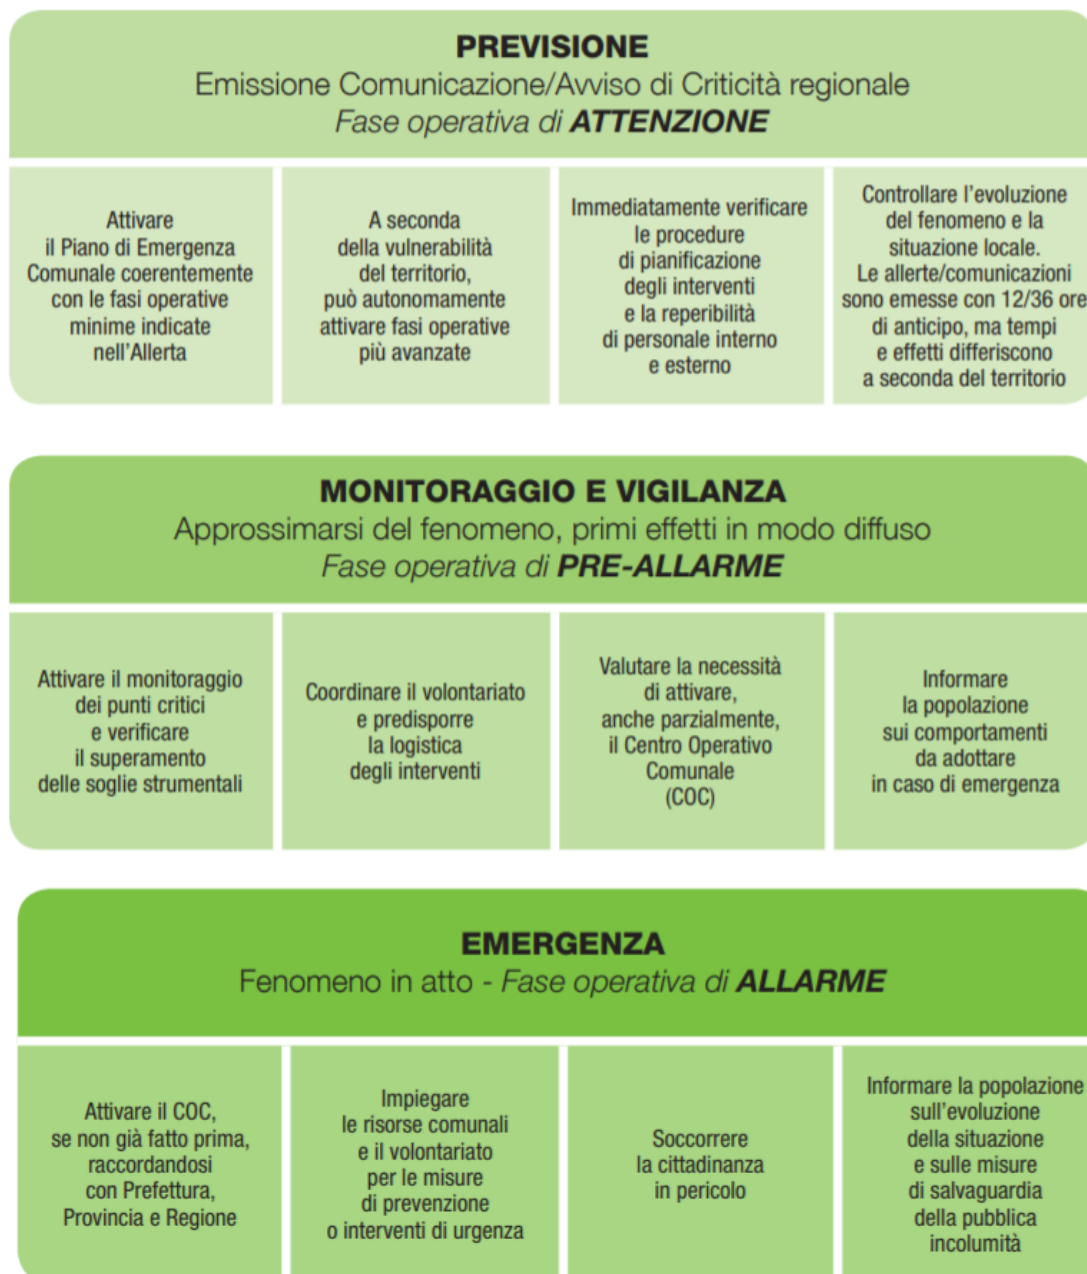 PREVISIONE
Emissione Comunicazione/Avviso di Criticità regionale
Fase operativa di ATTENZIONE
Attivare
il Piano di Emergenza
Comunale coerentemente
con le fasi operative
minime indicate
nell'Allerta
A seconda
della vulnerabilità
del territorio,
può autonomamente
attivare fasi operative
più avanzate
Immediatamente verificare
le procedure
di pianificazione
degli interventi
e la reperibilità
di personale interno
e esterno
Controllare l'evoluzione
del fenomeno e la
situazione locale.
Le allerte/comunicazioni
sono emesse con 12/36 ore
di anticipo, ma tempi
e effetti differiscono
a seconda del territorio
MONITORAGGIO E VIGILANZA
Approssimarsi del fenomeno, primi effetti in modo diffuso
Fase operativa di PRE-ALLARME
Attivare il monitoraggio
dei punti critici
e verificare
il superamento
delle soglie strumentali
Coordinare il volontariato
e predisporre
la logistica
degli interventi
Valutare la necessità
di attivare,
anche parzialmente,
il Centro Operativo
Comunale
(COC)
Informare
la popolazione
sui comportamenti
da adottare
in caso di emergenza
EMERGENZA
Fenomeno in atto - Fase operativa di ALLARME
Attivare il COC,
se non già fatto prima,
raccordandosi
con Prefettura,
Provincia e Regione
Impiegare
le risorse comunali
e il volontariato
per le misure
di prevenzione
o interventi di urgenza
Soccorrere
la cittadinanza
in pericolo
Informare la popolazione
sull'evoluzione
della situazione
e sulle misure
di salvaguardia
della pubblica
incolumità